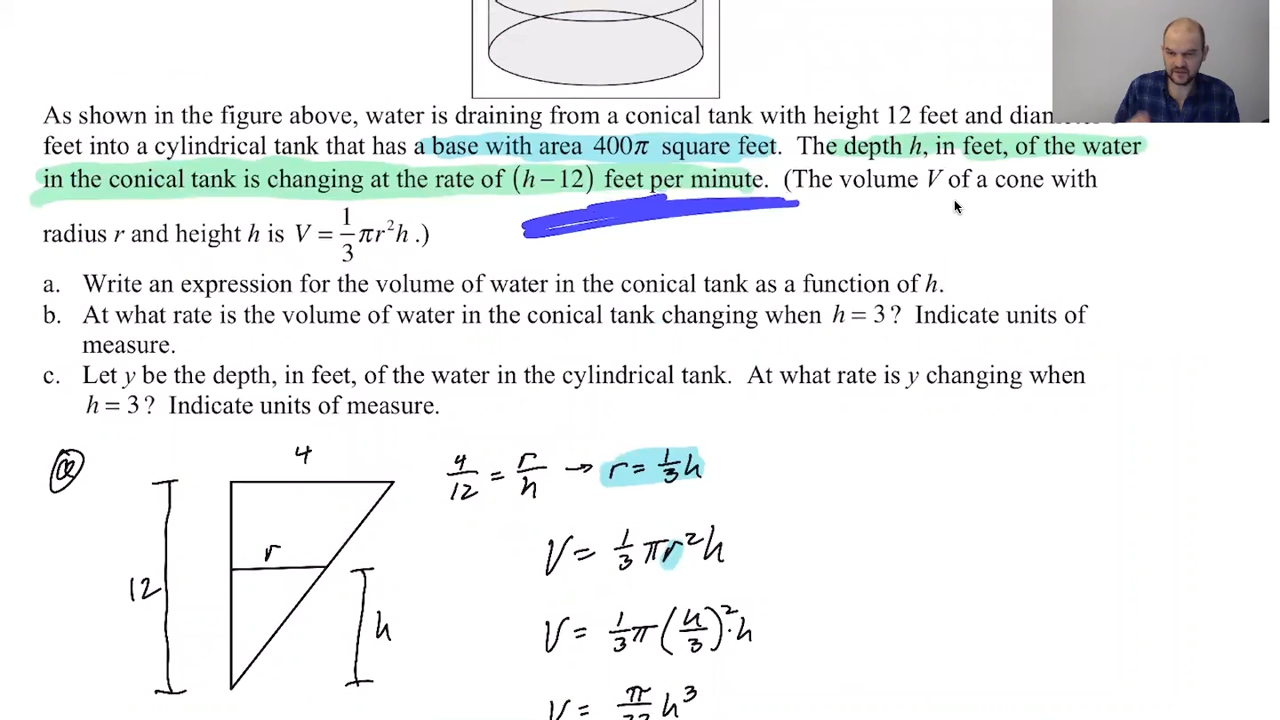 As shown in the figure above, water is draining from a conical tank with height 12 feet and
feet into a cylindrical tank that has a base with area 400π square feet. The depth h, in feet, of the water
in the conical tank is changing at the rate of (h−12) feet per minute. (The volume V of a cone with
radius r and height h is V = 1/3 πr²h.)
a. Write an expression for the volume of water in the conical tank as a function of h.
b. At what rate is the volume of water in the conical tank changing when h = 3? Indicate units of
measure.
c. Let y be the depth, in feet, of the water in the cylindrical tank. At what rate is y changing when
h = 3? Indicate units of measure.
a
4
12
r
h
4/12 = r/h → r = 1/3 h
V = 1/3 πr²h
V = 1/3 π(h/3)²·h
V = π/ h³